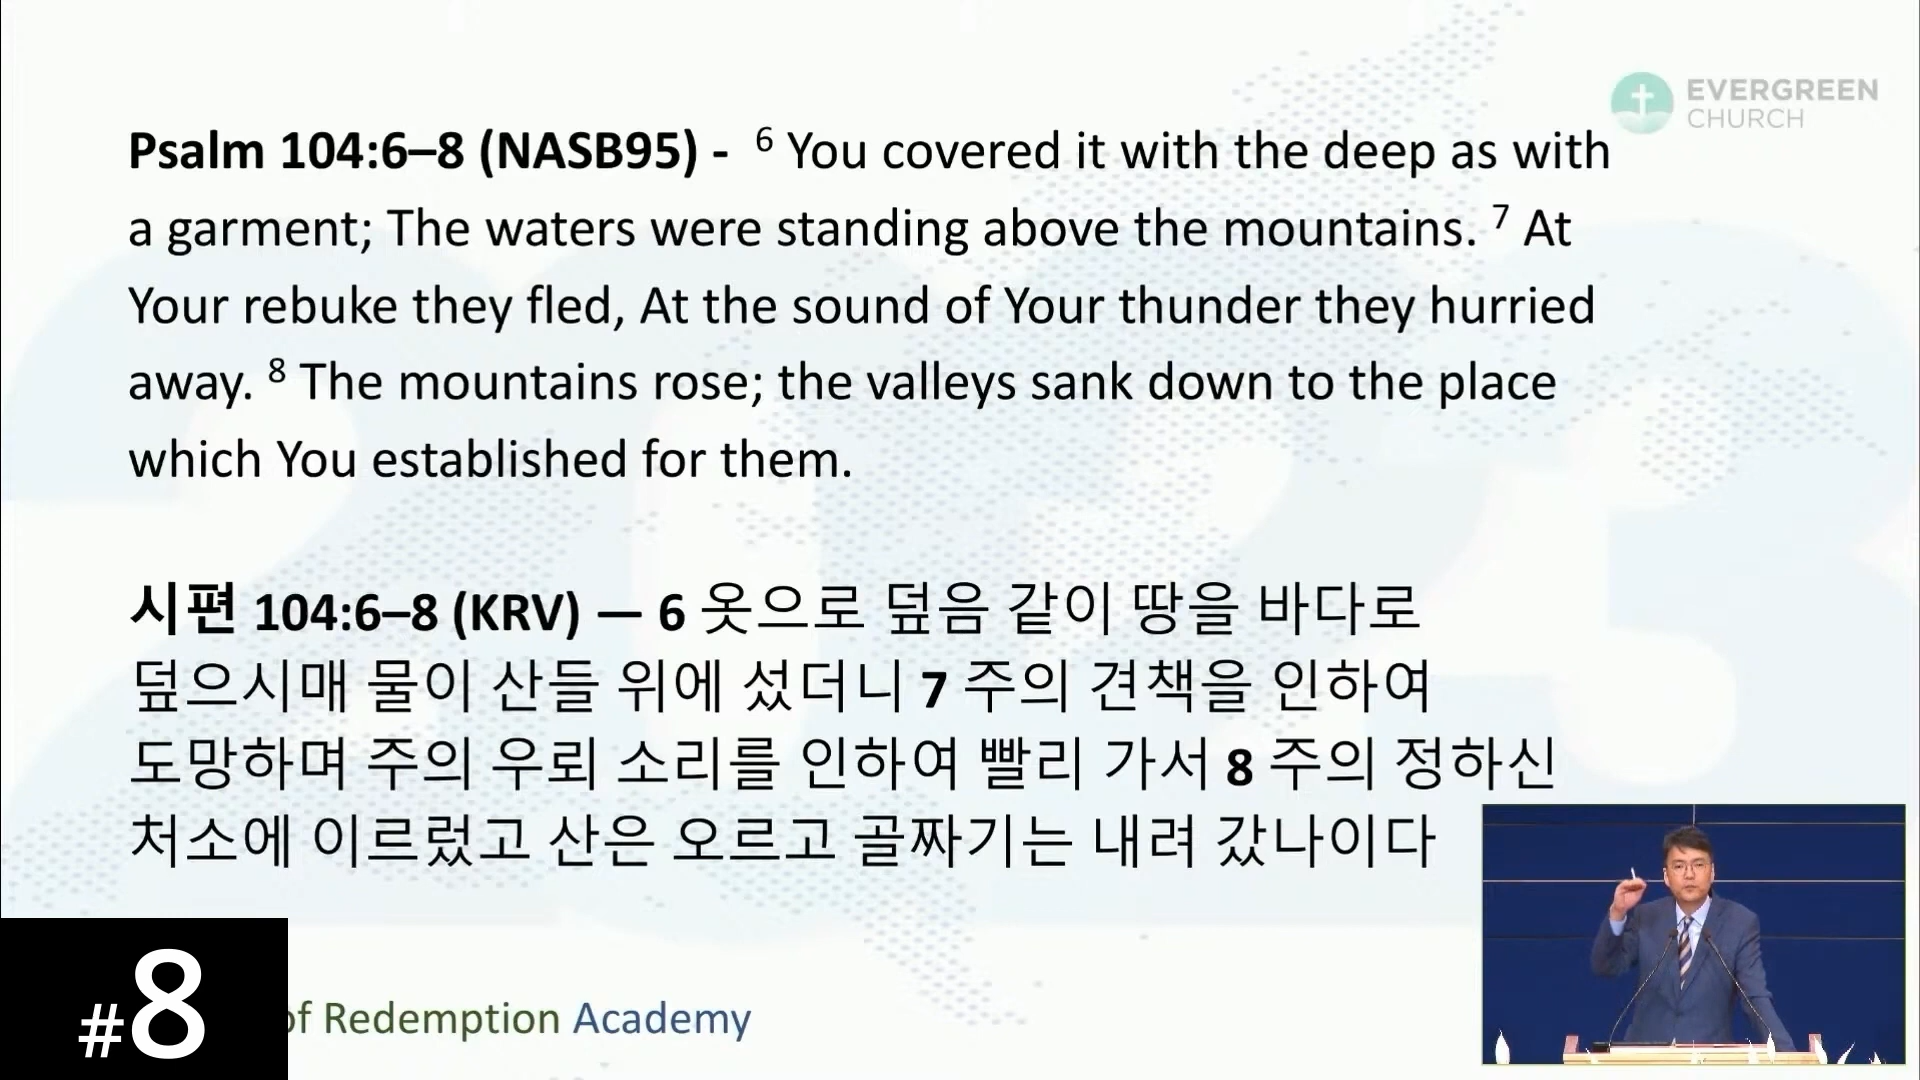 EVERGREEN
CHURCH
Psalm 104:6–8 (NASB95) - 6 You covered it with the deep as with
a garment; The waters were standing above the mountains. 7 At
Your rebuke they fled, At the sound of Your thunder they hurried
away. 8 The mountains rose; the valleys sank down to the place
which You established for them.
시편 104:6–8 (KRV) — 6 옷으로 덮음 같이 땅을 바다로
덮으시매 물이 산들 위에 섰더니 7 주의 견책을 인하여
도망하며 주의 우뢰 소리를 인하여 빨리 가서 8 주의 정하신
처소에 이르렀고 산은 오르고 골짜기는 내려 갔나이다
#8
of Redemption Academy